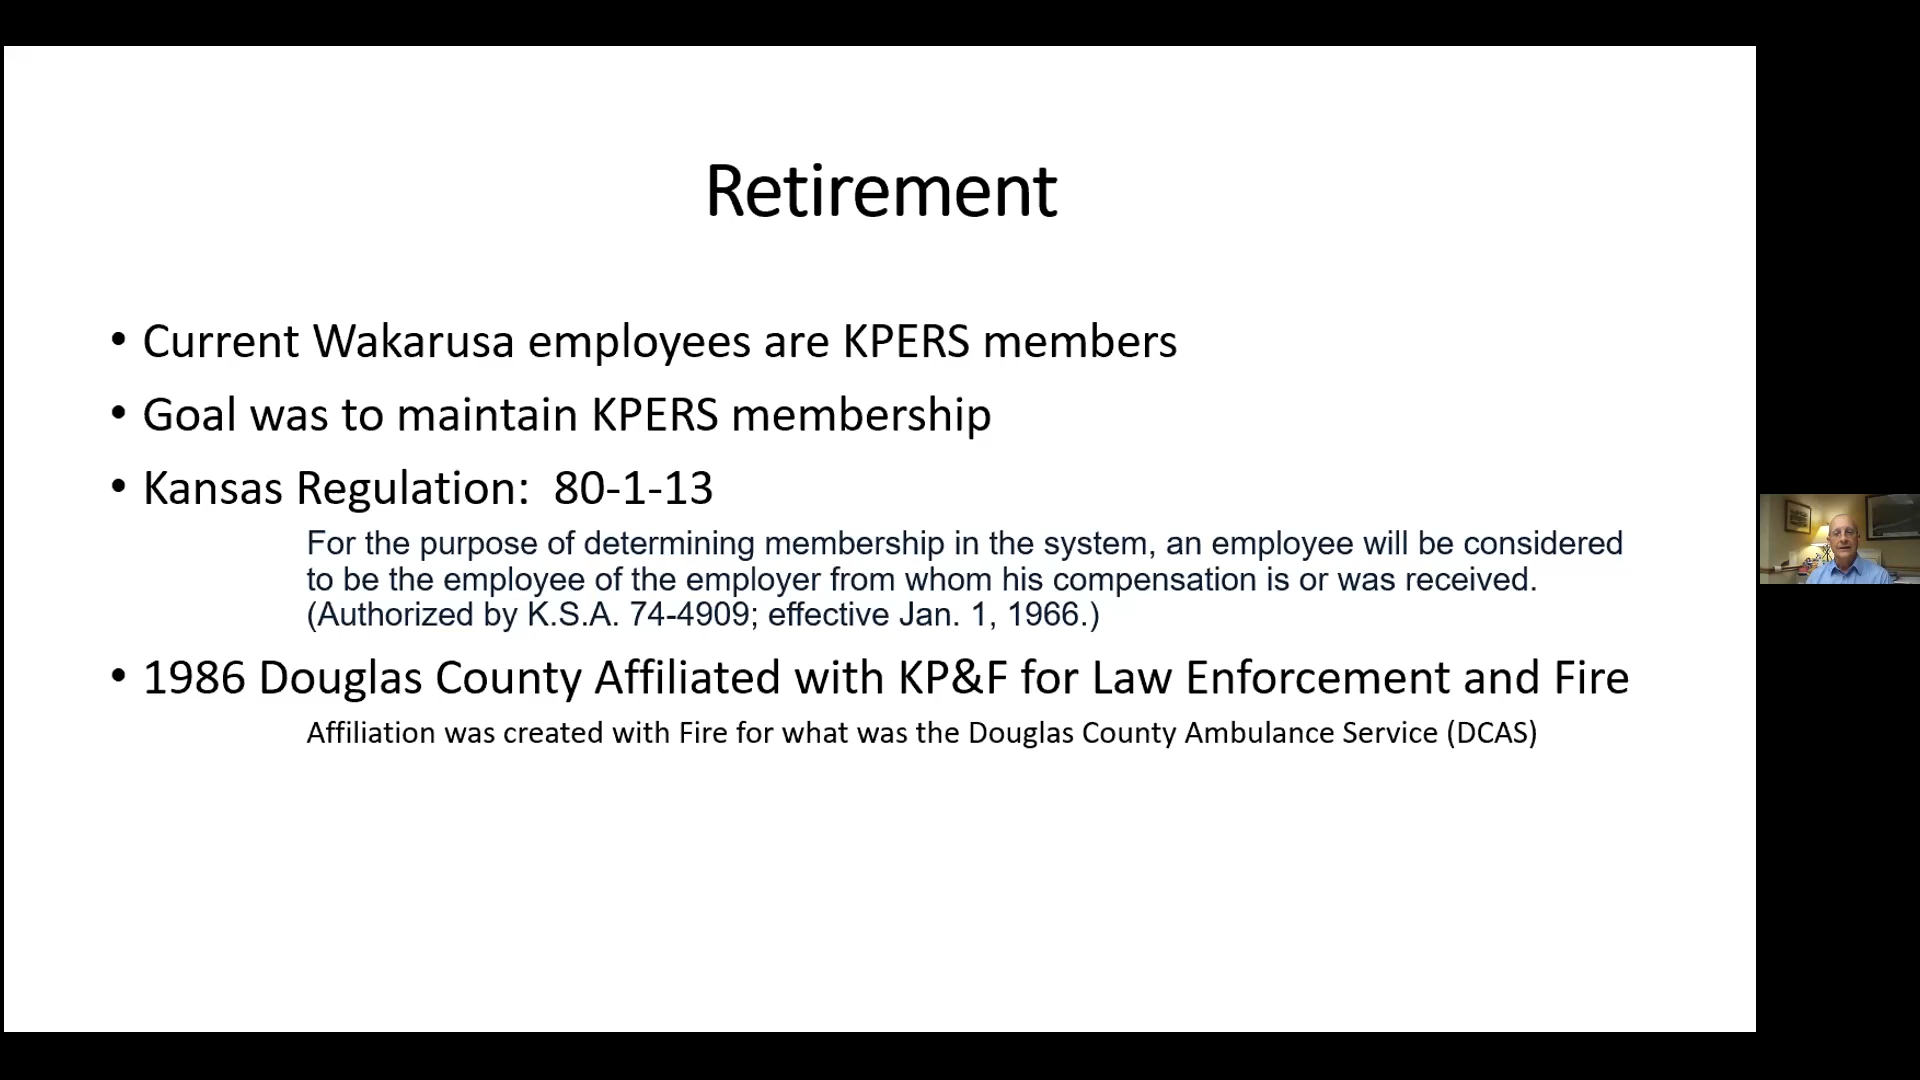 Retirement
• Current Wakarusa employees are KPERS members
• Goal was to maintain KPERS membership
• Kansas Regulation:  80-1-13
For the purpose of determining membership in the system, an employee will be considered
to be the employee of the employer from whom his compensation is or was received.
(Authorized by K.S.A. 74-4909; effective Jan. 1, 1966.)
• 1986 Douglas County Affiliated with KP&F for Law Enforcement and Fire
Affiliation was created with Fire for what was the Douglas County Ambulance Service (DCAS)